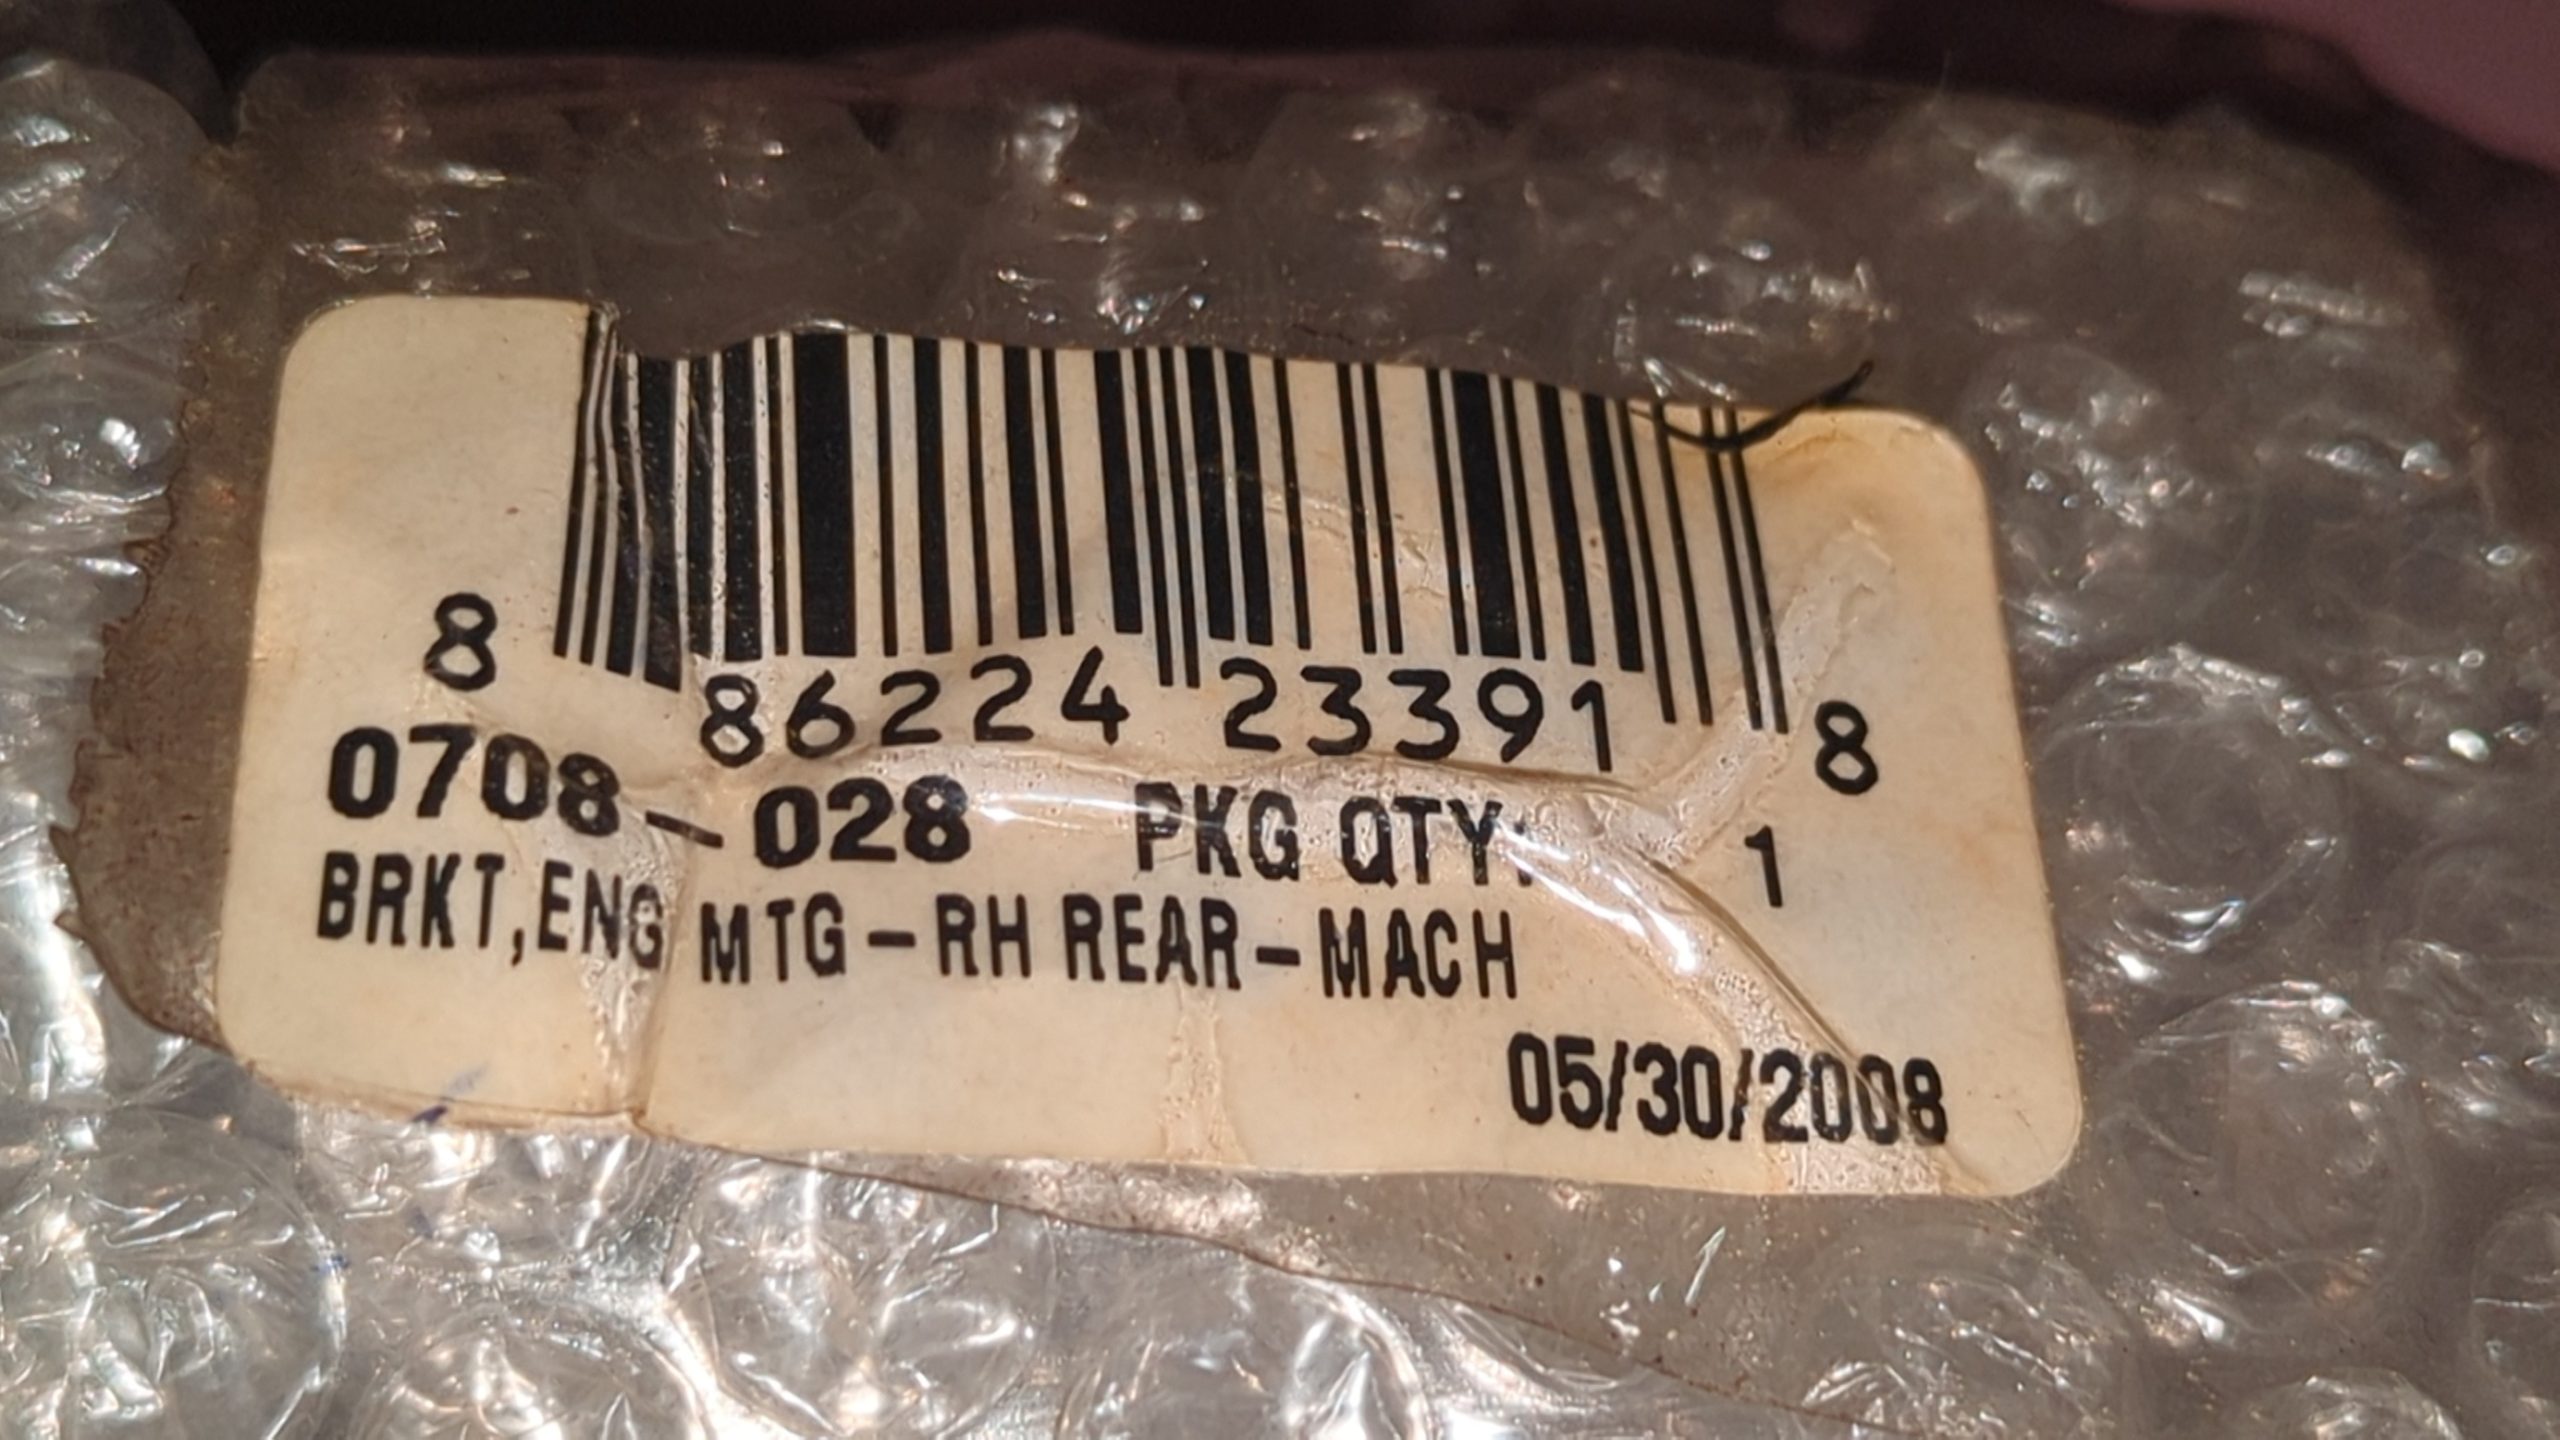 8 86224 23391 8
0708-028 PKG QTY: 1
BRKT,ENG MTG-RH REAR-MACH
05/30/2008